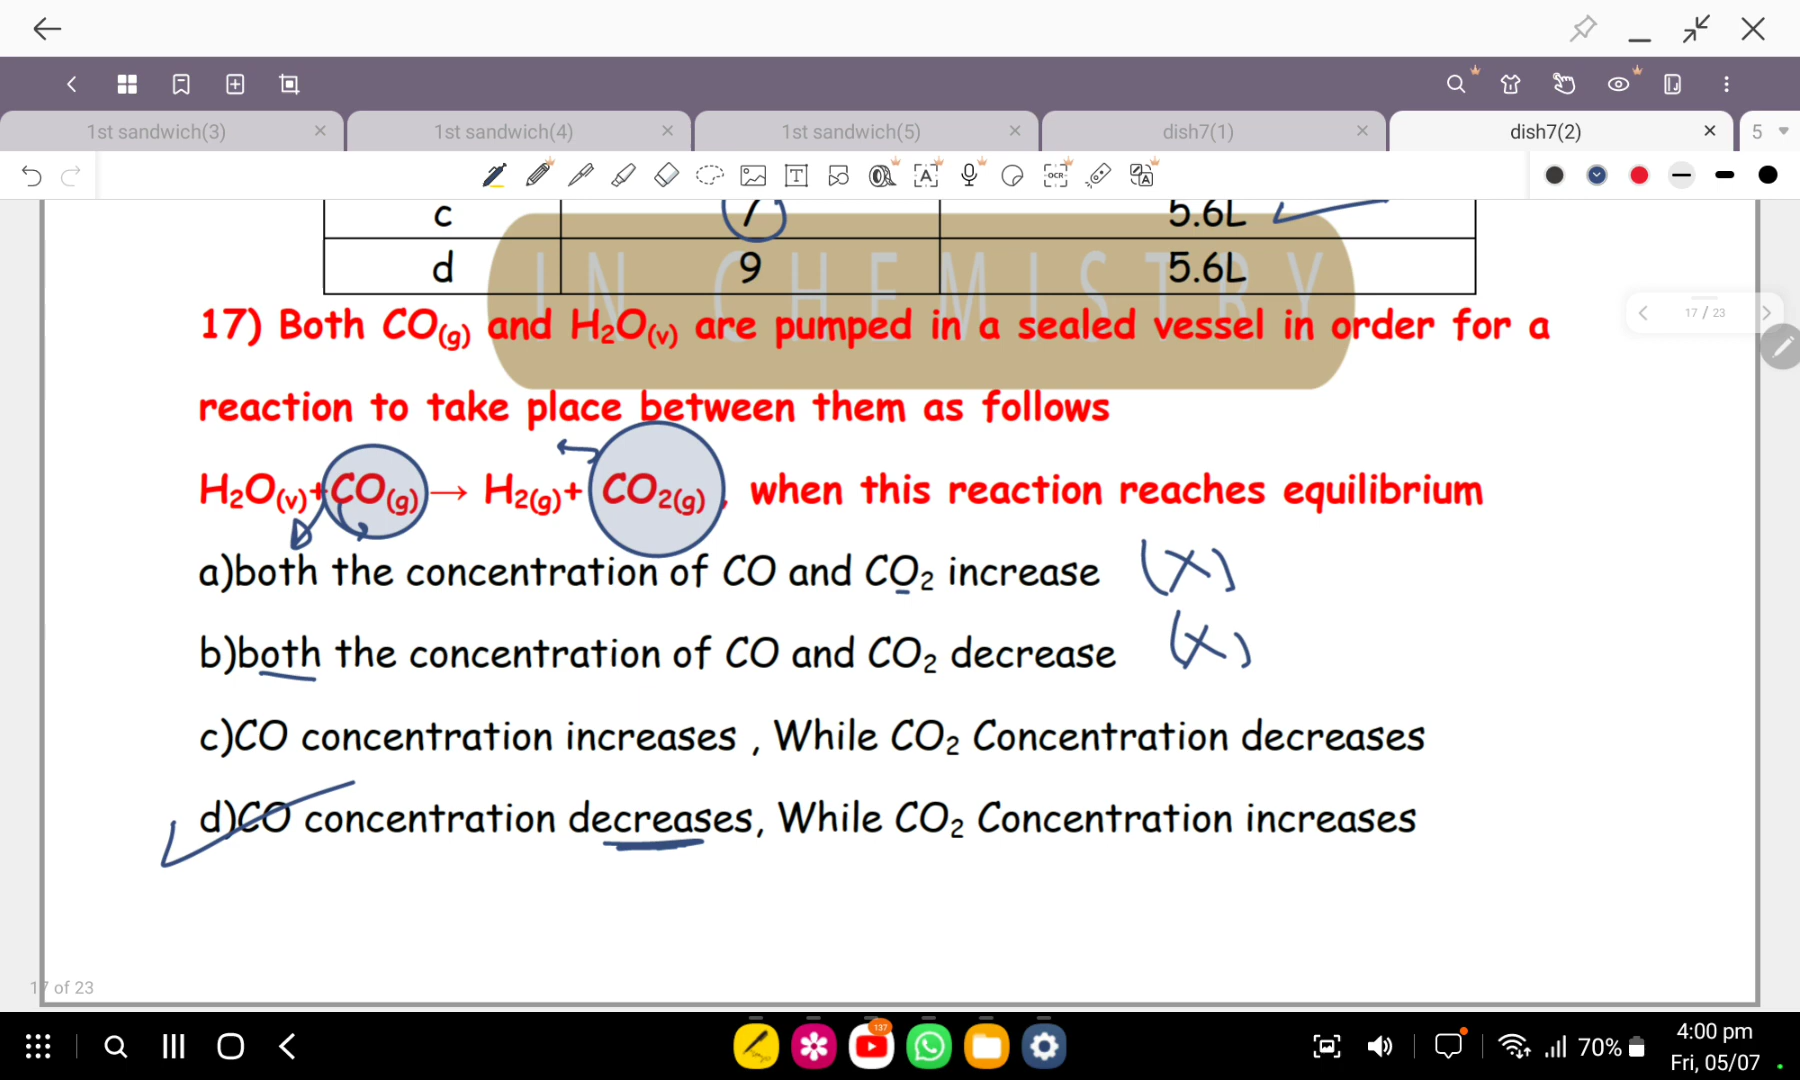 1st sandwich(3) × 1st sandwich(4) × 1st sandwich(5) × dish7(1) × dish7(2) × 5
T A OCR A
c 7 5.6L
d 9 5.6L
IN CHEMISTRY
17) Both CO(g) and H₂O(v) are pumped in a sealed vessel in order for a
17 / 23
reaction to take place between them as follows
H₂O(v)+CO(g)→ H₂(g)+ CO₂(g), when this reaction reaches equilibrium
a)both the concentration of CO and CO₂ increase (X)
b)both the concentration of CO and CO₂ decrease (X)
c)CO concentration increases , While CO₂ Concentration decreases
d)CO concentration decreases, While CO₂ Concentration increases
17 of 23
137
70%
4:00 pm
Fri, 05/07